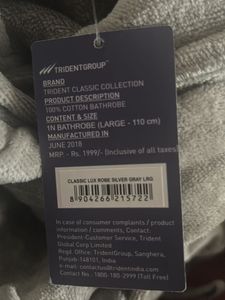 TRIDENTGROUP™
BRAND
TRIDENT CLASSIC COLLECTION
PRODUCT DESCRIPTION
100% COTTON BATHROBE
CONTENT & SIZE
1N BATHROBE (LARGE - 110 cm)
MANUFACTURED IN
JUNE 2018
MRP - Rs. 1999/- (Inclusive of all taxes)
CLASSIC LUX ROBE SILVER GRAY LRG
8904266215722
In case of consumer complaints / product
comments / recommendations, Contact:
President-Customer Service, Trident
Global Corp Limited
Regd. Office: TridentGroup, Sanghera,
Punjab-148101, India
e-mail - contactus@tridentindia.com
Contact No. 1800-180-2999 (Toll Free)